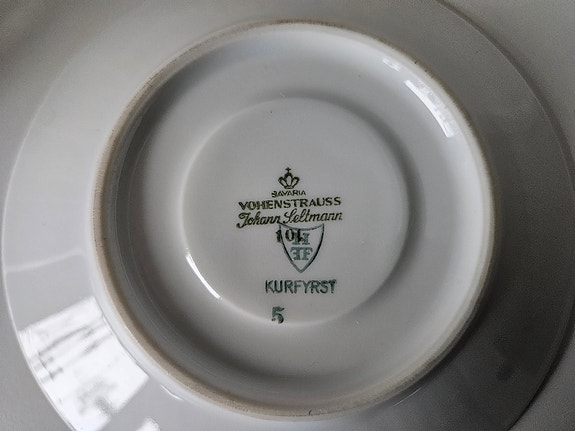 BAVARIA
VOHENSTRAUSS
Johann Seltmann
101
KURFYRST
5